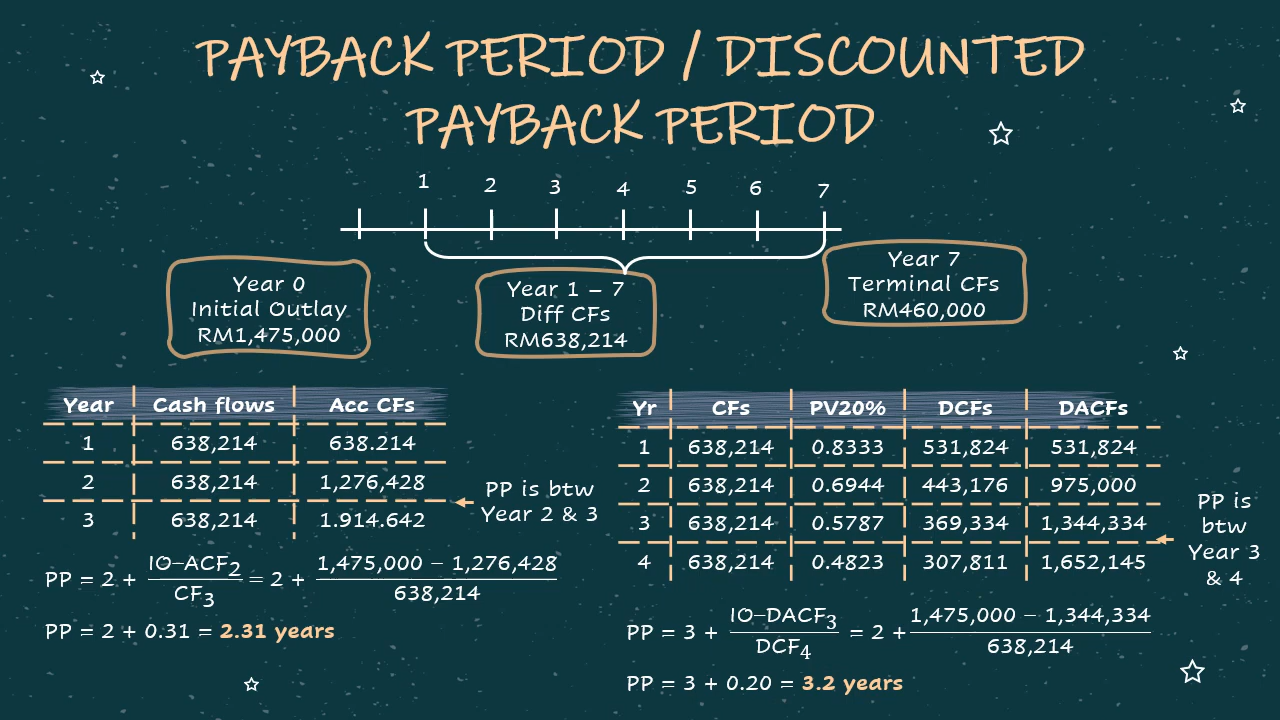 PAYBACK PERIOD / DISCOUNTED
PAYBACK PERIOD
1 2 3 4 5 6 7
Year 0
Initial Outlay
RM1,475,000
Year 1 – 7
Diff CFs
RM638,214
Year 7
Terminal CFs
RM460,000
Year Cash flows Acc CFs
1 638,214 638.214
2 638,214 1,276,428
3 638,214 1.914.642
PP is btw
Year 2 & 3
PP = 2 + IO–ACF2 / CF3 = 2 + 1,475,000 – 1,276,428 / 638,214
PP = 2 + 0.31 = 2.31 years
Yr CFs PV20% DCFs DACFs
1 638,214 0.8333 531,824 531,824
2 638,214 0.6944 443,176 975,000
3 638,214 0.5787 369,334 1,344,334
4 638,214 0.4823 307,811 1,652,145
PP is
btw
Year 3
& 4
PP = 3 + IO–DACF3 / DCF4 = 2 + 1,475,000 – 1,344,334 / 638,214
PP = 3 + 0.20 = 3.2 years